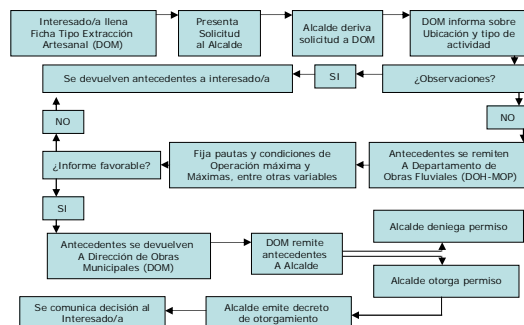 Interesado/a llena
Ficha Tipo Extracción
Artesanal (DOM)
Presenta
Solicitud
al Alcalde
Alcalde deriva
solicitud a DOM
DOM informa sobre
Ubicación y tipo de
actividad
Se devuelven antecedentes a interesado/a
SI
¿Observaciones?
NO
NO
¿Informe favorable?
Fija pautas y condiciones de
Operación máxima y
Máximas, entre otras variables
Antecedentes se remiten
A Departamento de
Obras Fluviales (DOH-MOP)
SI
Antecedentes se devuelven
A Dirección de Obras
Municipales (DOM)
DOM remite
antecedentes
A Alcalde
Alcalde deniega permiso
Alcalde otorga permiso
Se comunica decisión al
Interesado/a
Alcalde emite decreto
de otorgamiento